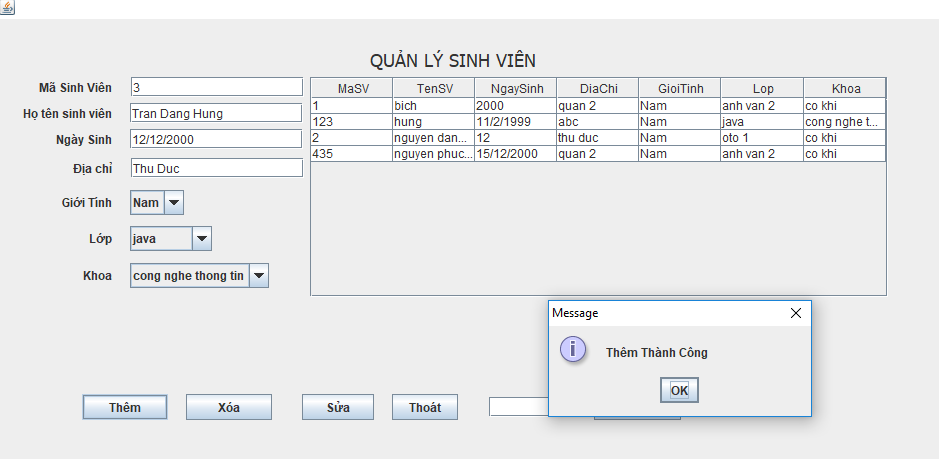 QUẢN LÝ SINH VIÊN
Mã Sinh Viên 3
Họ tên sinh viên Tran Dang Hung
Ngày Sinh 12/12/2000
Địa chỉ Thu Duc
Giới Tính Nam
Lớp java
Khoa cong nghe thong tin
MaSV TenSV NgaySinh DiaChi GioiTinh Lop Khoa
1 bich 2000 quan 2 Nam anh van 2 co khi
123 hung 11/2/1999 abc Nam java cong nghe t...
2 nguyen dan... 12 thu duc Nam oto 1 co khi
435 nguyen phuc... 15/12/2000 quan 2 Nam anh van 2 co khi
Message
Thêm Thành Công
OK
Thêm Xóa Sửa Thoát